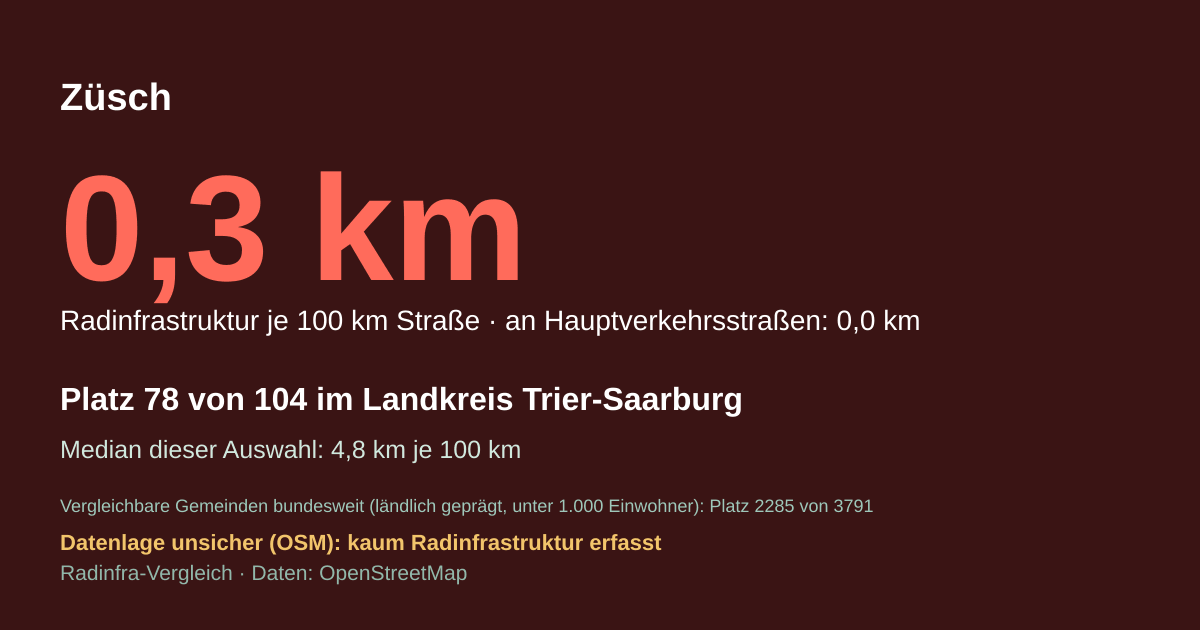 Züsch
0,3 km
Radinfrastruktur je 100 km Straße · an Hauptverkehrsstraßen: 0,0 km
Platz 78 von 104 im Landkreis Trier-Saarburg
Median dieser Auswahl: 4,8 km je 100 km
Vergleichbare Gemeinden bundesweit (ländlich geprägt, unter 1.000 Einwohner): Platz 2285 von 3791
Datenlage unsicher (OSM): kaum Radinfrastruktur erfasst
Radinfra-Vergleich · Daten: OpenStreetMap